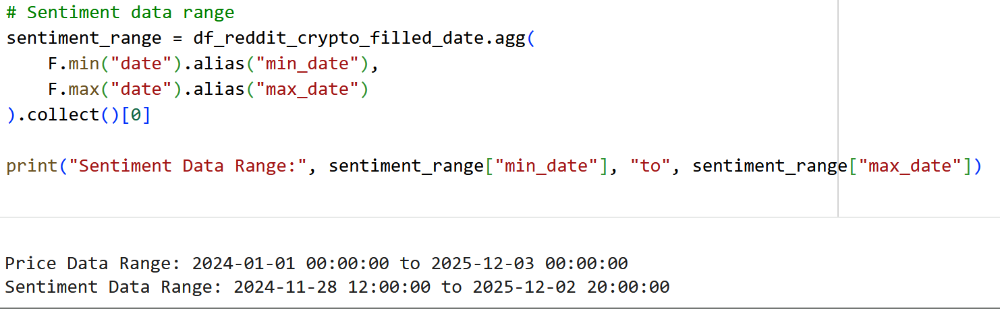 # Sentiment data range
sentiment_range = df_reddit_crypto_filled_date.agg(
    F.min("date").alias("min_date"),
    F.max("date").alias("max_date")
).collect()[0]
print("Sentiment Data Range:", sentiment_range["min_date"], "to", sentiment_range["max_date"])
Price Data Range: 2024-01-01 00:00:00 to 2025-12-03 00:00:00
Sentiment Data Range: 2024-11-28 12:00:00 to 2025-12-02 20:00:00